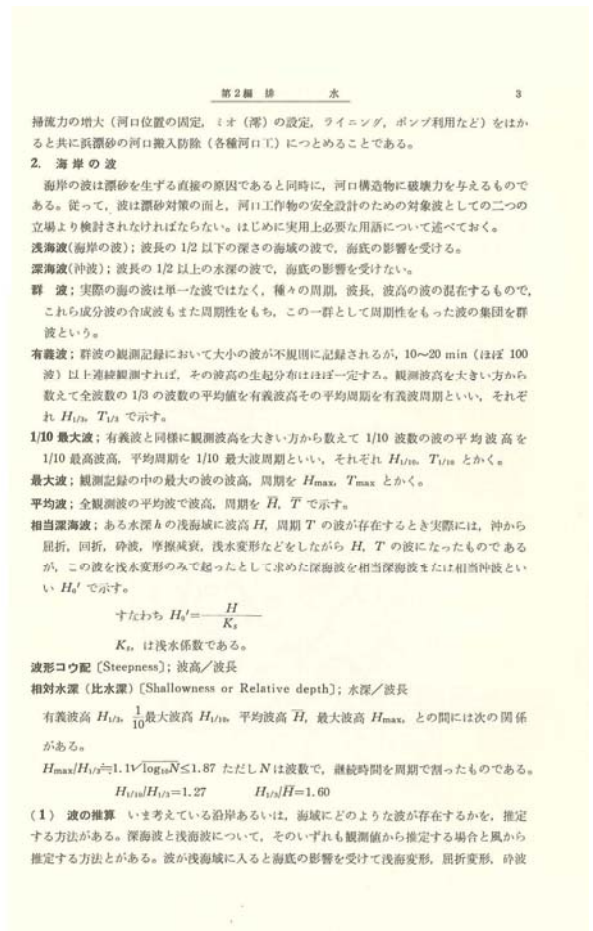 第2編 排 水 3
掃流力の増大（河口位置の固定，ミオ（澪）の設定，ライニング，ポンプ利用など）をはか
ると共に浜漂砂の河口搬入防除（各種河口工）につとめることである。
2. 海岸の波
海岸の波は漂砂を生ずる直接の原因であると同時に，河口構造物に破壊力を与えるもので
ある。従って，波は漂砂対策の面と，河口工作物の安全設計のための対象波としての二つの
立場より検討されなければならない。はじめに実用上必要な用語について述べておく。
浅海波(海岸の波)；波長の 1/2 以下の深さの海域の波で，海底の影響を受ける。
深海波(沖波)；波長の 1/2 以上の水深の波で，海底の影響を受けない。
群 波；実際の海の波は単一な波ではなく，種々の周期，波長，波高の波の混在するもので，
これら成分波の合成波もまた周期性をもち，この一群として周期性をもった波の集団を群
波という。
有義波；群波の観測記録において大小の波が不規則に記録されるが，10〜20 min（ほぼ 100
波）以上連続観測すれば，その波高の生起分布はほぼ一定する。観測波高を大きい方から
数えて全波数の 1/3 の波数の平均値を有義波高その平均周期を有義波周期といい，それぞ
れ H1/3，T1/3 で示す。
1/10 最大波；有義波と同様に観測波高を大きい方から数えて 1/10 波数の波の平均波高を
1/10 最高波高，平均周期を 1/10 最大波周期といい，それぞれ H1/10，T1/10 とかく。
最大波；観測記録の中の最大の波の波高，周期を Hmax，Tmax とかく。
平均波；全観測波の平均波で波高，周期を H̅，T̅ で示す。
相当深海波；ある水深 h の浅海域に波高 H，周期 T の波が存在するとき実際には，沖から
屈折，回折，砕波，摩擦減衰，浅水変形などをしながら H，T の波になったものである
が，この波を浅水変形のみで起ったとして求めた深海波を相当深海波または相当沖波とい
い H₀′ で示す。
すなわち H₀′＝H/Ks
Ks，は浅水係数である。
波形コウ配〔Steepness〕；波高／波長
相対水深（比水深）〔Shallowness or Relative depth〕；水深／波長
有義波高 H1/3，1/10最大波高 H1/10，平均波高 H̅，最大波高 Hmax，との間には次の関係
がある。
Hmax/H1/3≒1.1√log₁₀N≤1.87 ただし N は波数で，継続時間を周期で割ったものである。
H1/10/H1/3＝1.27 H1/3/H̅＝1.60
(1) 波の推算 いま考えている沿岸あるいは，海域にどのような波が存在するかを，推定
する方法がある。深海波と浅海波について，そのいずれも観測値から推定する場合と風から
推定する方法とがある。波が浅海域に入ると海底の影響を受けて浅海変形，屈折変形，砕波